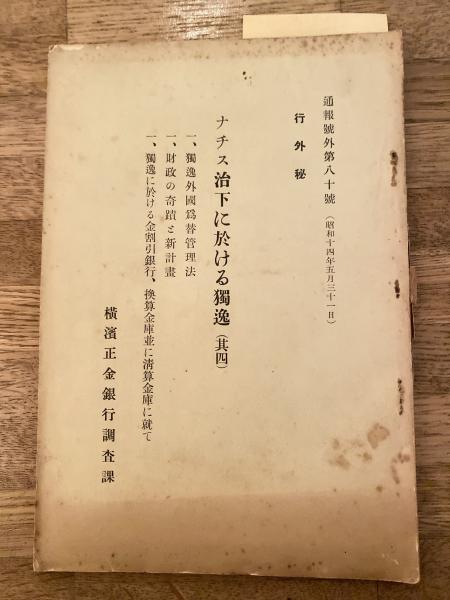 通報號外第八十號(昭和十四年五月三十一日)
行外秘
ナチス治下に於ける獨逸(其四)
一、獨逸外國爲替管理法
一、財政の奇蹟と新計畫
一、獨逸に於ける金割引銀行、換算金庫並に淸算金庫に就て
橫濱正金銀行調査課